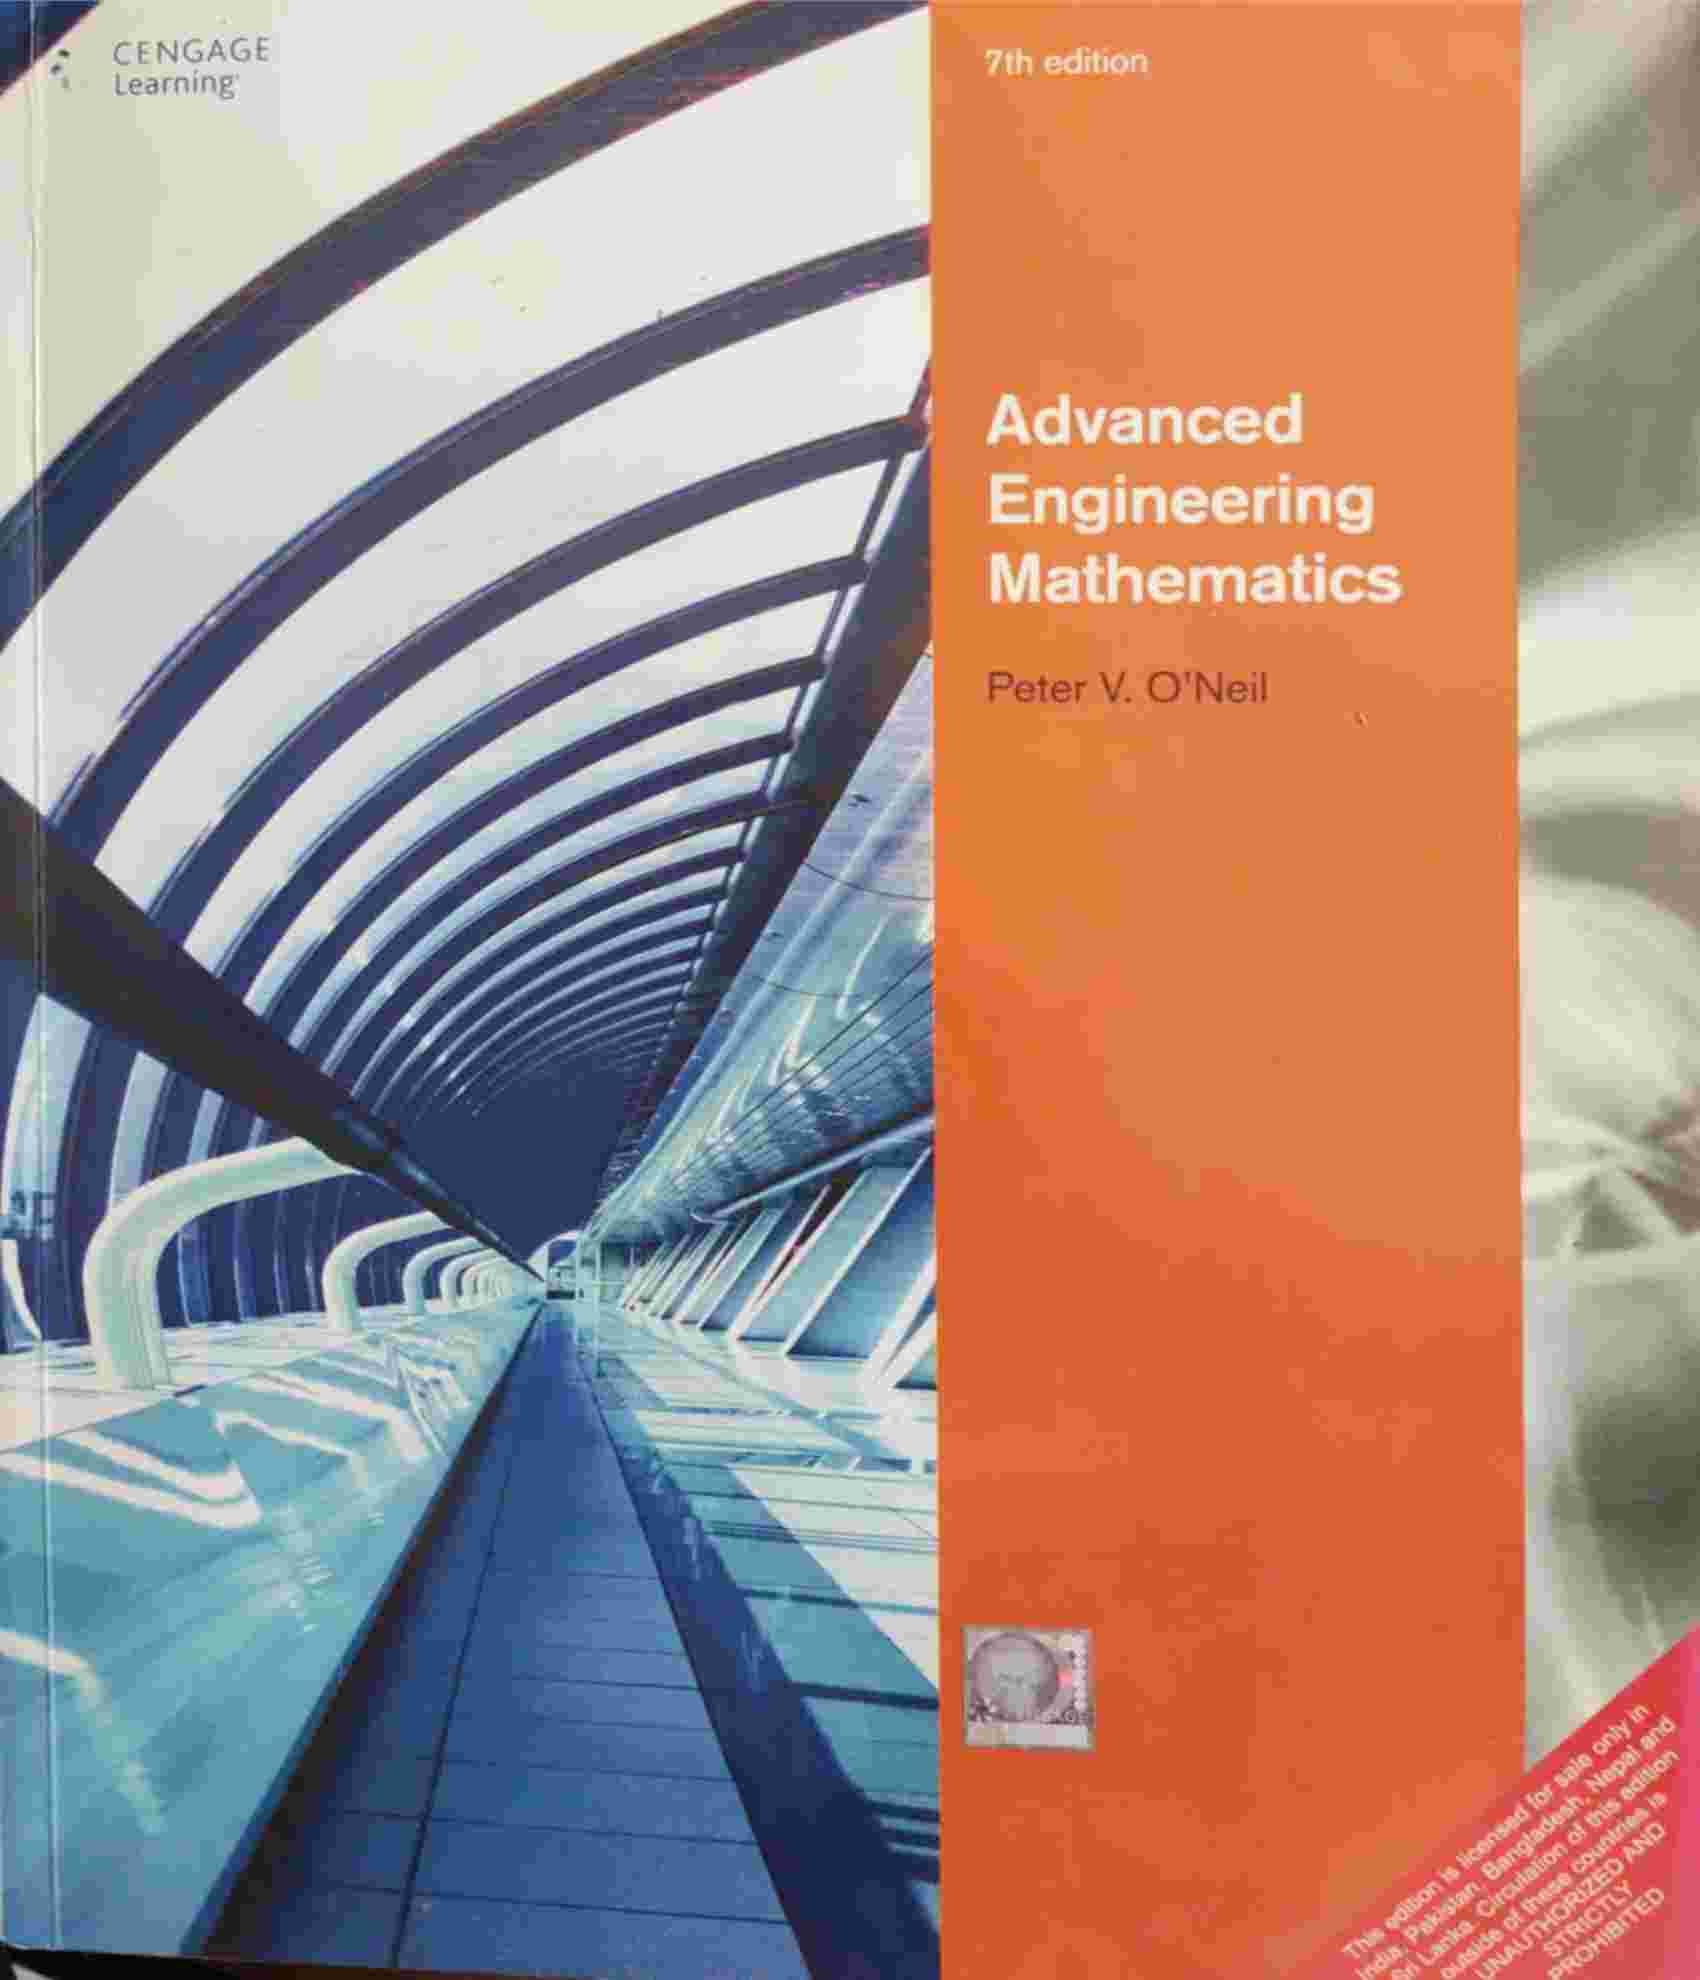 CENGAGE
Learning
7th edition
Advanced
Engineering
Mathematics
Peter V. O'Neil
This edition is licensed for sale only in
India, Pakistan, Bangladesh, Nepal and
Sri Lanka. Circulation of this edition
outside of these countries is
UNAUTHORIZED AND
STRICTLY
PROHIBITED